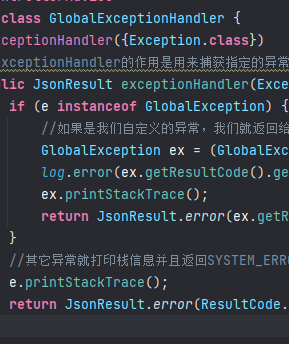 class GlobalExceptionHandler {
ceptionHandler({Exception.class})
xceptionHandler的作用是用来捕获指定的异常
lic JsonResult exceptionHandler(Exce
if (e instanceof GlobalException) {
//如果是我们自定义的异常，我们就返回给
GlobalException ex = (GlobalExc
log.error(ex.getResultCode().ge
ex.printStackTrace();
return JsonResult.error(ex.getR
}
//其它异常就打印栈信息并且返回SYSTEM_ERRO
e.printStackTrace();
return JsonResult.error(ResultCode.